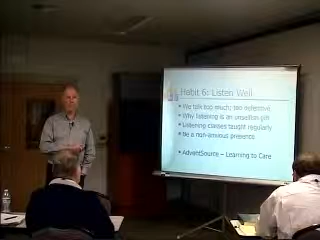 Habit 6: Listen Well
We talk too much; too defensive
Why listening is an unselfish gift
Listening classes taught regularly
Be a non-anxious presence
AdventSource – Learning to Care